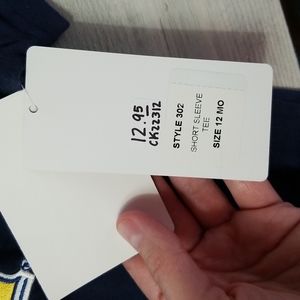 12.95
CK22312
STYLE 302
SHORT SLEEVE
TEE
SIZE 12 MO